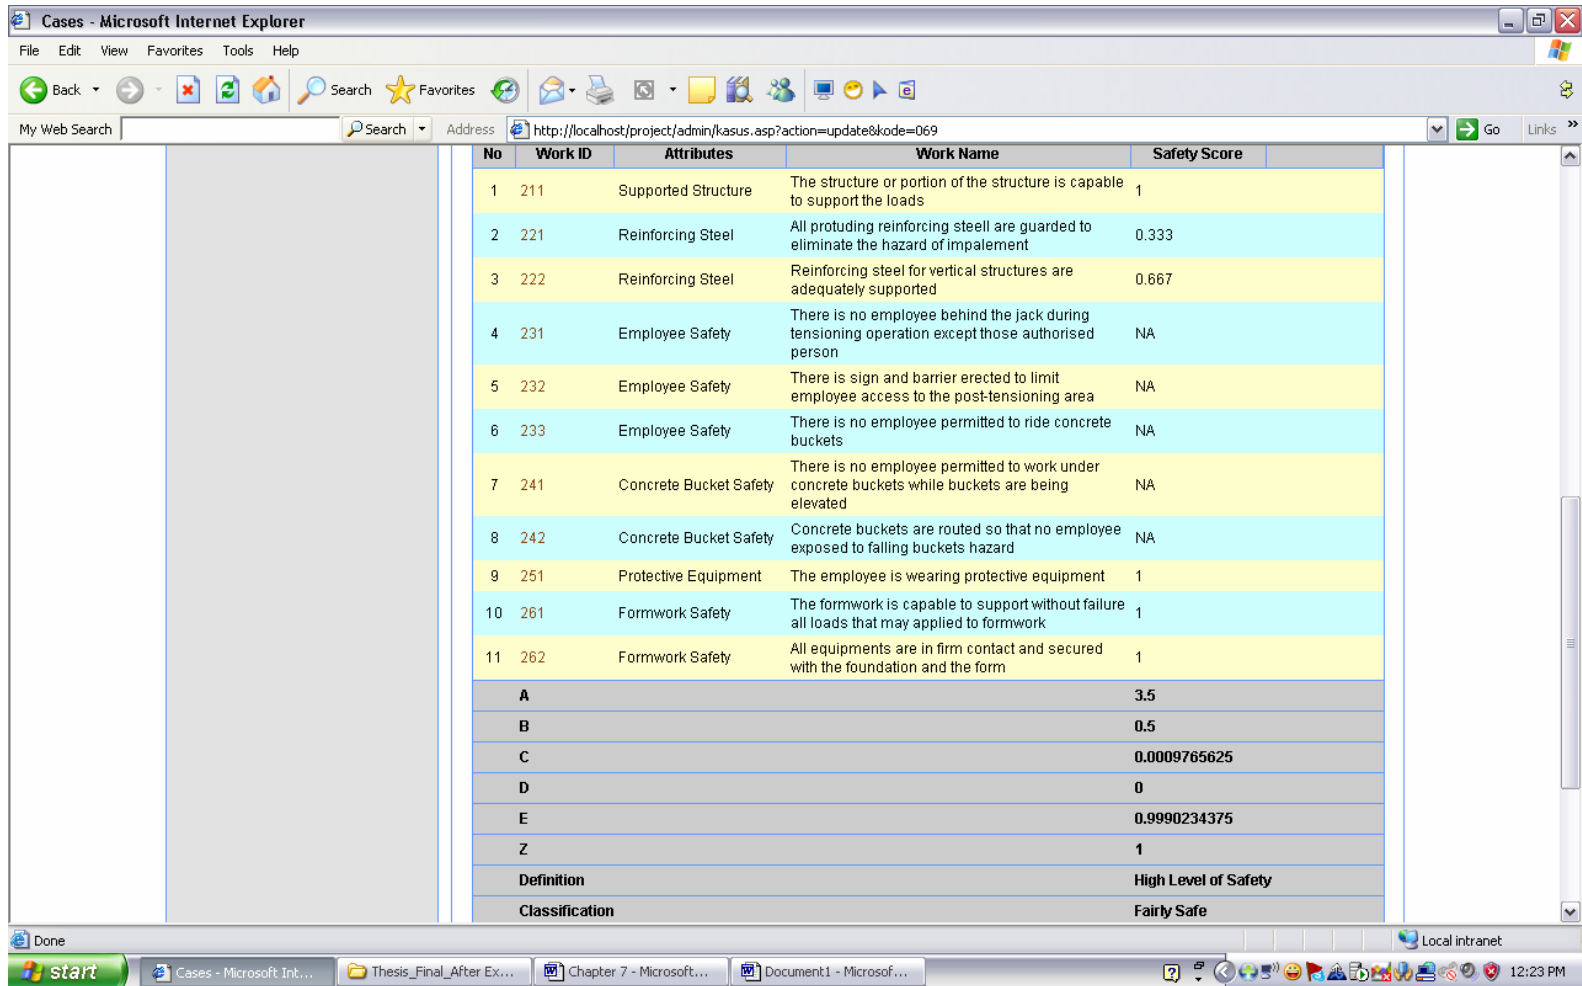 Cases - Microsoft Internet Explorer
File Edit View Favorites Tools Help
Back Search Favorites
My Web Search Search Address http://localhost/project/admin/kasus.asp?action=update&kode=069 Go Links »
No Work ID Attributes Work Name Safety Score
1 211 Supported Structure The structure or portion of the structure is capable
to support the loads 1
2 221 Reinforcing Steel All protuding reinforcing steell are guarded to
eliminate the hazard of impalement 0.333
3 222 Reinforcing Steel Reinforcing steel for vertical structures are
adequately supported 0.667
4 231 Employee Safety There is no employee behind the jack during
tensioning operation except those authorised
person NA
5 232 Employee Safety There is sign and barrier erected to limit
employee access to the post-tensioning area NA
6 233 Employee Safety There is no employee permitted to ride concrete
buckets NA
7 241 Concrete Bucket Safety There is no employee permitted to work under
concrete buckets while buckets are being
elevated NA
8 242 Concrete Bucket Safety Concrete buckets are routed so that no employee
exposed to falling buckets hazard NA
9 251 Protective Equipment The employee is wearing protective equipment 1
10 261 Formwork Safety The formwork is capable to support without failure
all loads that may applied to formwork 1
11 262 Formwork Safety All equipments are in firm contact and secured
with the foundation and the form 1
A 3.5
B 0.5
C 0.0009765625
D 0
E 0.9990234375
Z 1
Definition High Level of Safety
Classification Fairly Safe
Done Local intranet
start Cases - Microsoft Int... Thesis_Final_After Ex... Chapter 7 - Microsoft... Document1 - Microsof... 12:23 PM